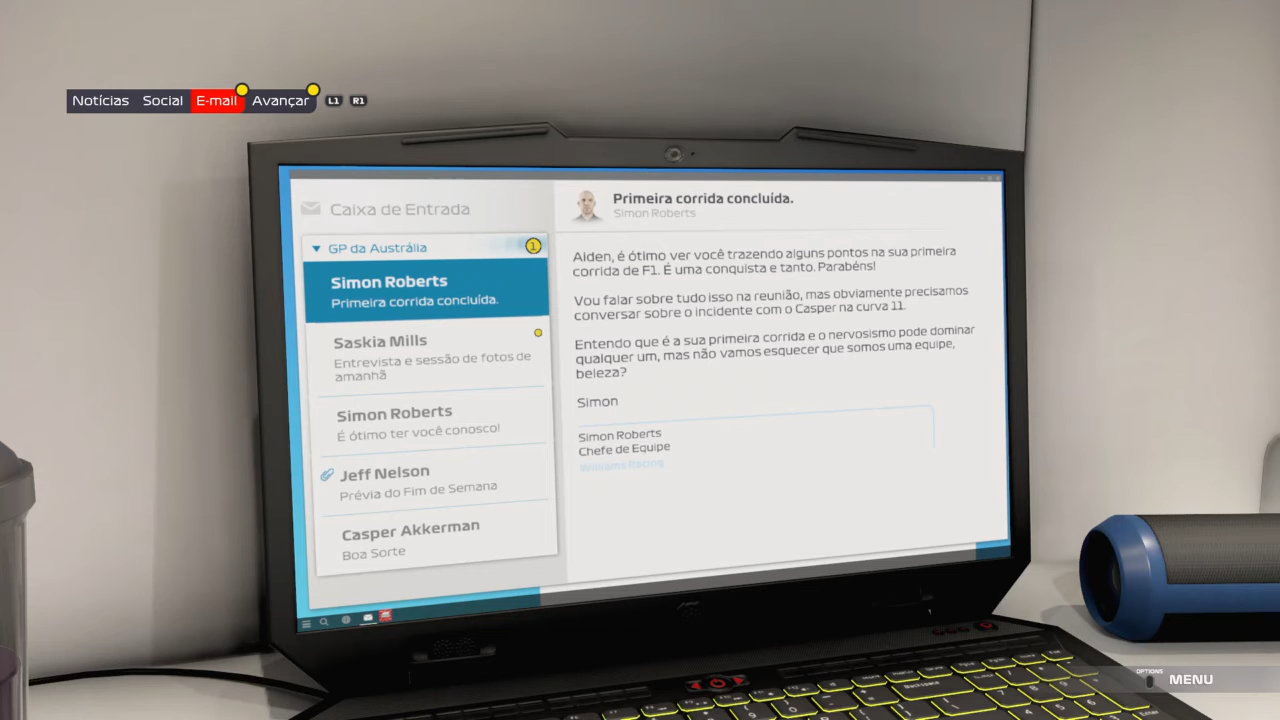 Notícias Social E-mail Avançar L1 R1
Caixa de Entrada
GP da Austrália 1
Simon Roberts
Primeira corrida concluída.
Saskia Mills
Entrevista e sessão de fotos de
amanhã
Simon Roberts
É ótimo ter você conosco!
Jeff Nelson
Prévia do Fim de Semana
Casper Akkerman
Boa Sorte
Primeira corrida concluída.
Simon Roberts
Aiden, é ótimo ver você trazendo alguns pontos na sua primeira
corrida de F1. É uma conquista e tanto. Parabéns!
Vou falar sobre tudo isso na reunião, mas obviamente precisamos
conversar sobre o incidente com o Casper na curva 11.
Entendo que é a sua primeira corrida e o nervosismo pode dominar
qualquer um, mas não vamos esquecer que somos uma equipe,
beleza?
Simon
Simon Roberts
Chefe de Equipe
Williams Racing
Backspace
OPTIONS
MENU